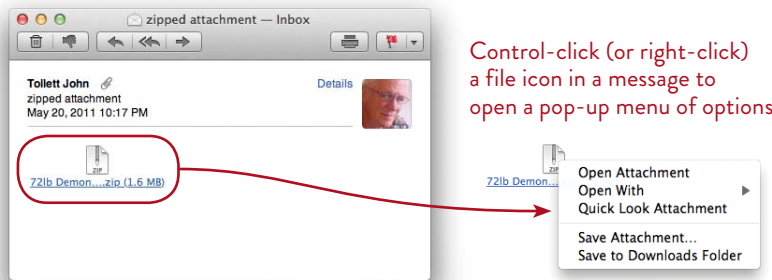 zipped attachment — Inbox
Tollett John
Details
zipped attachment
May 20, 2011 10:17 PM
ZIP
72lb Demon....zip (1.6 MB)
Control-click (or right-click)
a file icon in a message to
open a pop-up menu of options
ZIP
72lb Demon...
Open Attachment
Open With
Quick Look Attachment
Save Attachment...
Save to Downloads Folder